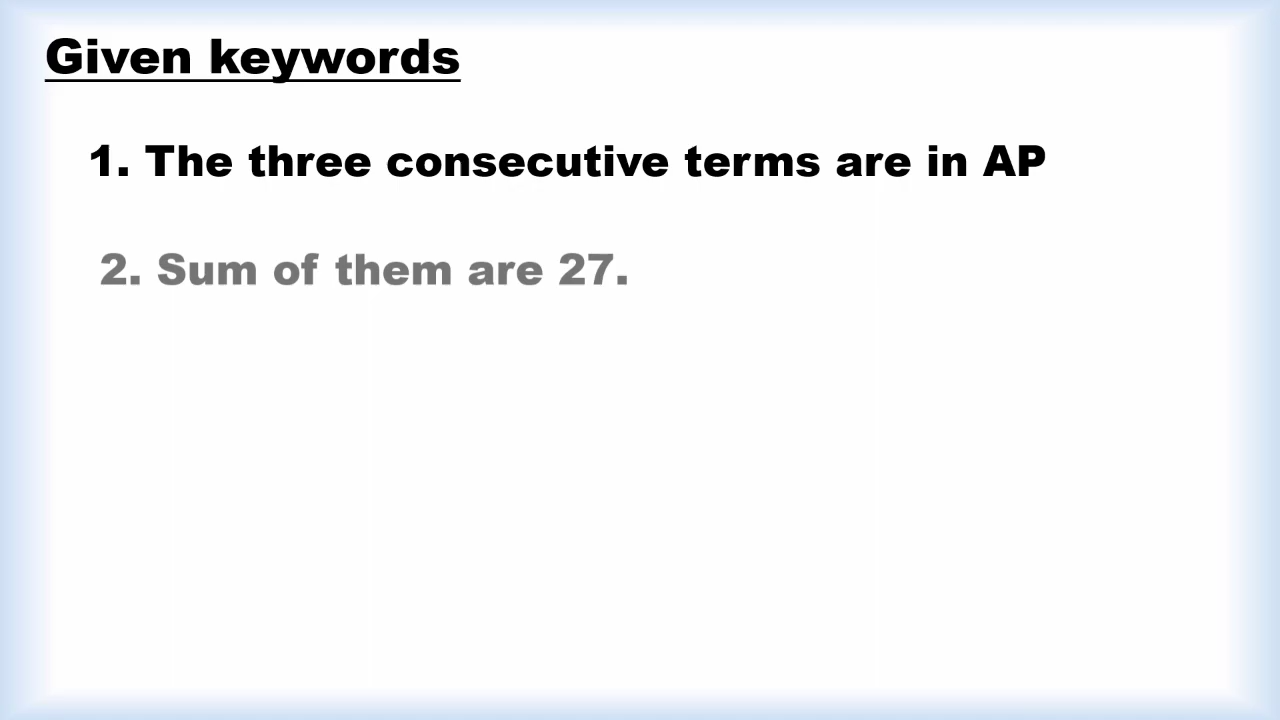 Given keywords
1. The three consecutive terms are in AP
2. Sum of them are 27.